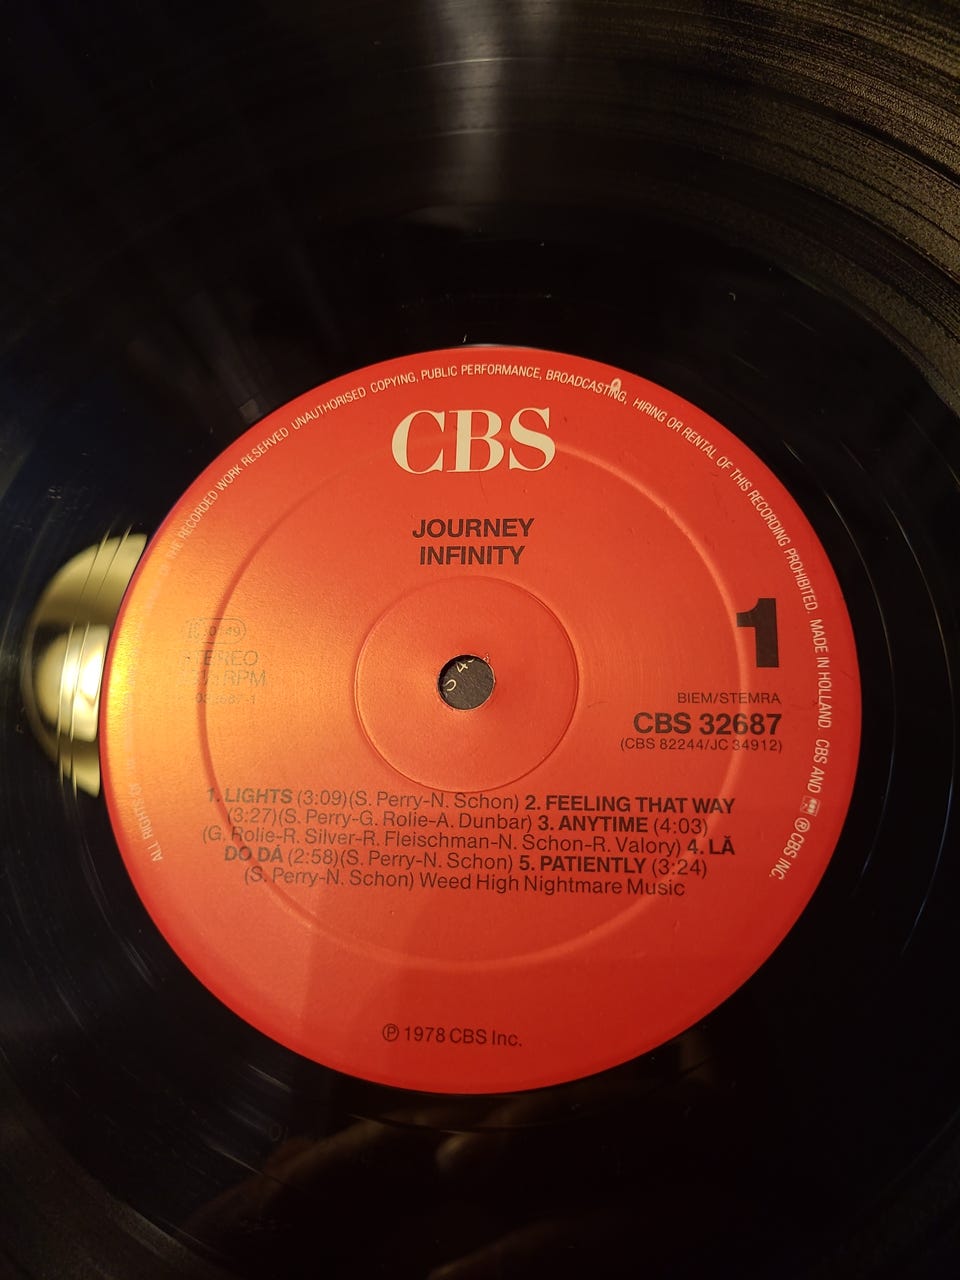 ALL RIGHTS RECORDED WORK RESERVED UNAUTHORISED COPYING, PUBLIC PERFORMANCE, BROADCASTING, HIRING OR RENTAL OF THIS RECORDING PROHIBITED. MADE IN HOLLAND. CBS AND ® CBS INC.
CBS
JOURNEY
INFINITY
1
STEREO
RPM
BIEM/STEMRA
CBS 32687
(CBS 82244/JC 34912)
1. LIGHTS (3:09)(S. Perry-N. Schon) 2. FEELING THAT WAY
(3:27)(S. Perry-G. Rolie-A. Dunbar) 3. ANYTIME (4:03)
(G. Rolie-R. Silver-R. Fleischman-N. Schon-R. Valory) 4. LĂ
DO DÁ (2:58)(S. Perry-N. Schon) 5. PATIENTLY (3:24)
(S. Perry-N. Schon) Weed High Nightmare Music
℗ 1978 CBS Inc.